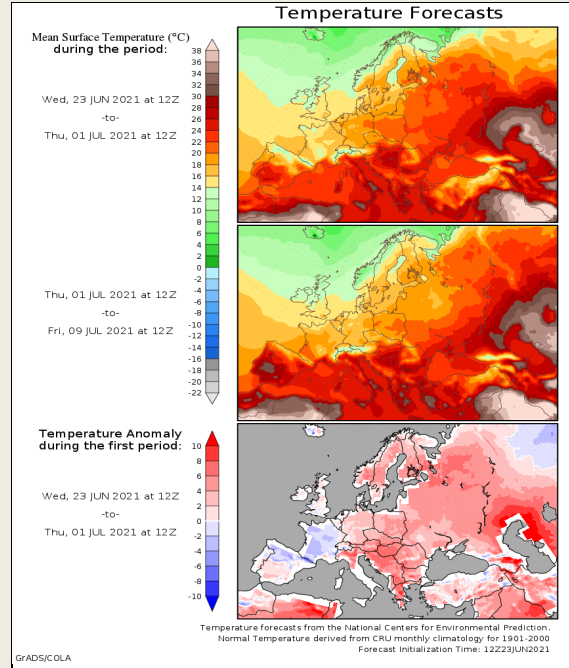 Temperature Forecasts
Mean Surface Temperature (°C)
during the period:
Wed, 23 JUN 2021 at 12Z
-to-
Thu, 01 JUL 2021 at 12Z
38
36
34
32
30
28
26
24
22
20
18
16
14
12
10
8
6
4
2
0
-2
-4
-6
-8
-10
-12
-14
-16
-18
-20
-22
Thu, 01 JUL 2021 at 12Z
-to-
Fri, 09 JUL 2021 at 12Z
Temperature Anomaly
during the first period:
Wed, 23 JUN 2021 at 12Z
-to-
Thu, 01 JUL 2021 at 12Z
10
8
6
4
2
0
-2
-4
-6
-8
-10
Temperature forecasts from the National Centers for Environmental Prediction.
Normal Temperature derived from CRU monthly climatology for 1901-2000
Forecast Initialization Time: 12Z23JUN2021
GrADS/COLA